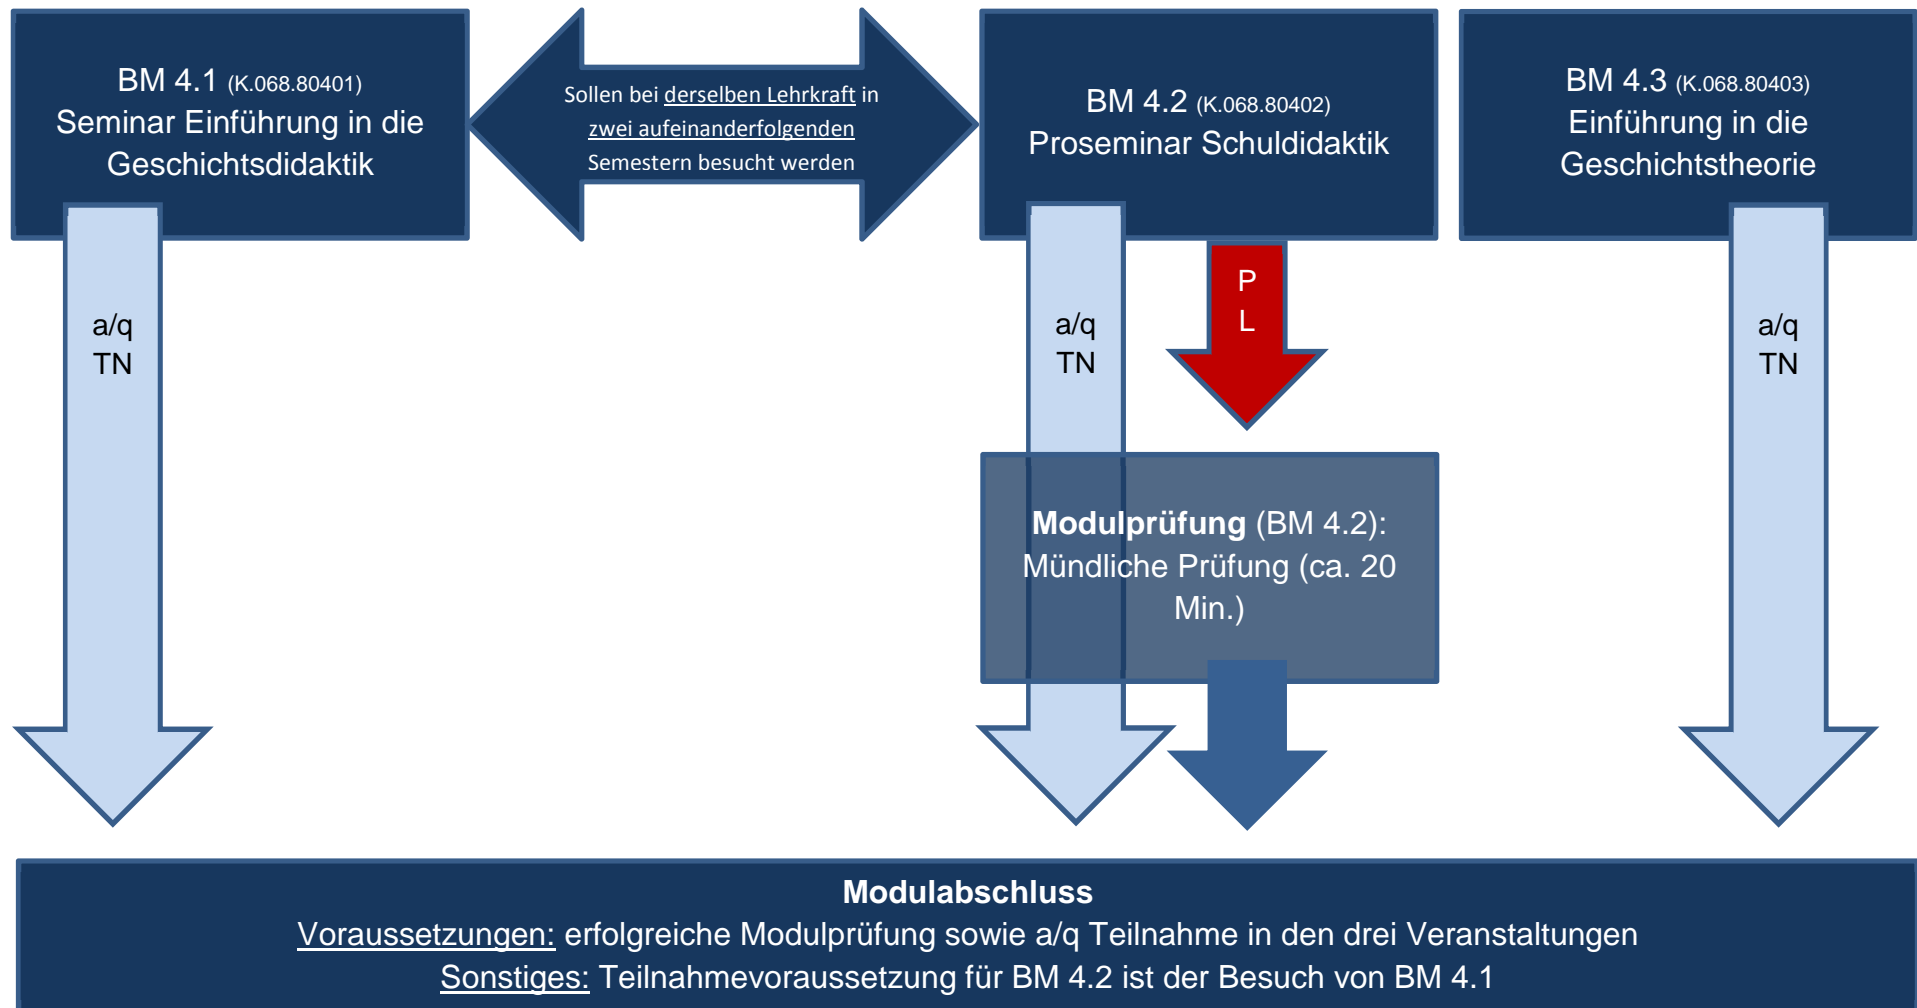 BM 4.1 (K.068.80401)
Seminar Einführung in die
Geschichtsdidaktik
Sollen bei derselben Lehrkraft in
zwei aufeinanderfolgenden
Semestern besucht werden
BM 4.2 (K.068.80402)
Proseminar Schuldidaktik
BM 4.3 (K.068.80403)
Einführung in die
Geschichtstheorie
a/q
TN
a/q
TN
P
L
a/q
TN
Modulprüfung (BM 4.2):
Mündliche Prüfung (ca. 20
Min.)
Modulabschluss
Voraussetzungen: erfolgreiche Modulprüfung sowie a/q Teilnahme in den drei Veranstaltungen
Sonstiges: Teilnahmevoraussetzung für BM 4.2 ist der Besuch von BM 4.1